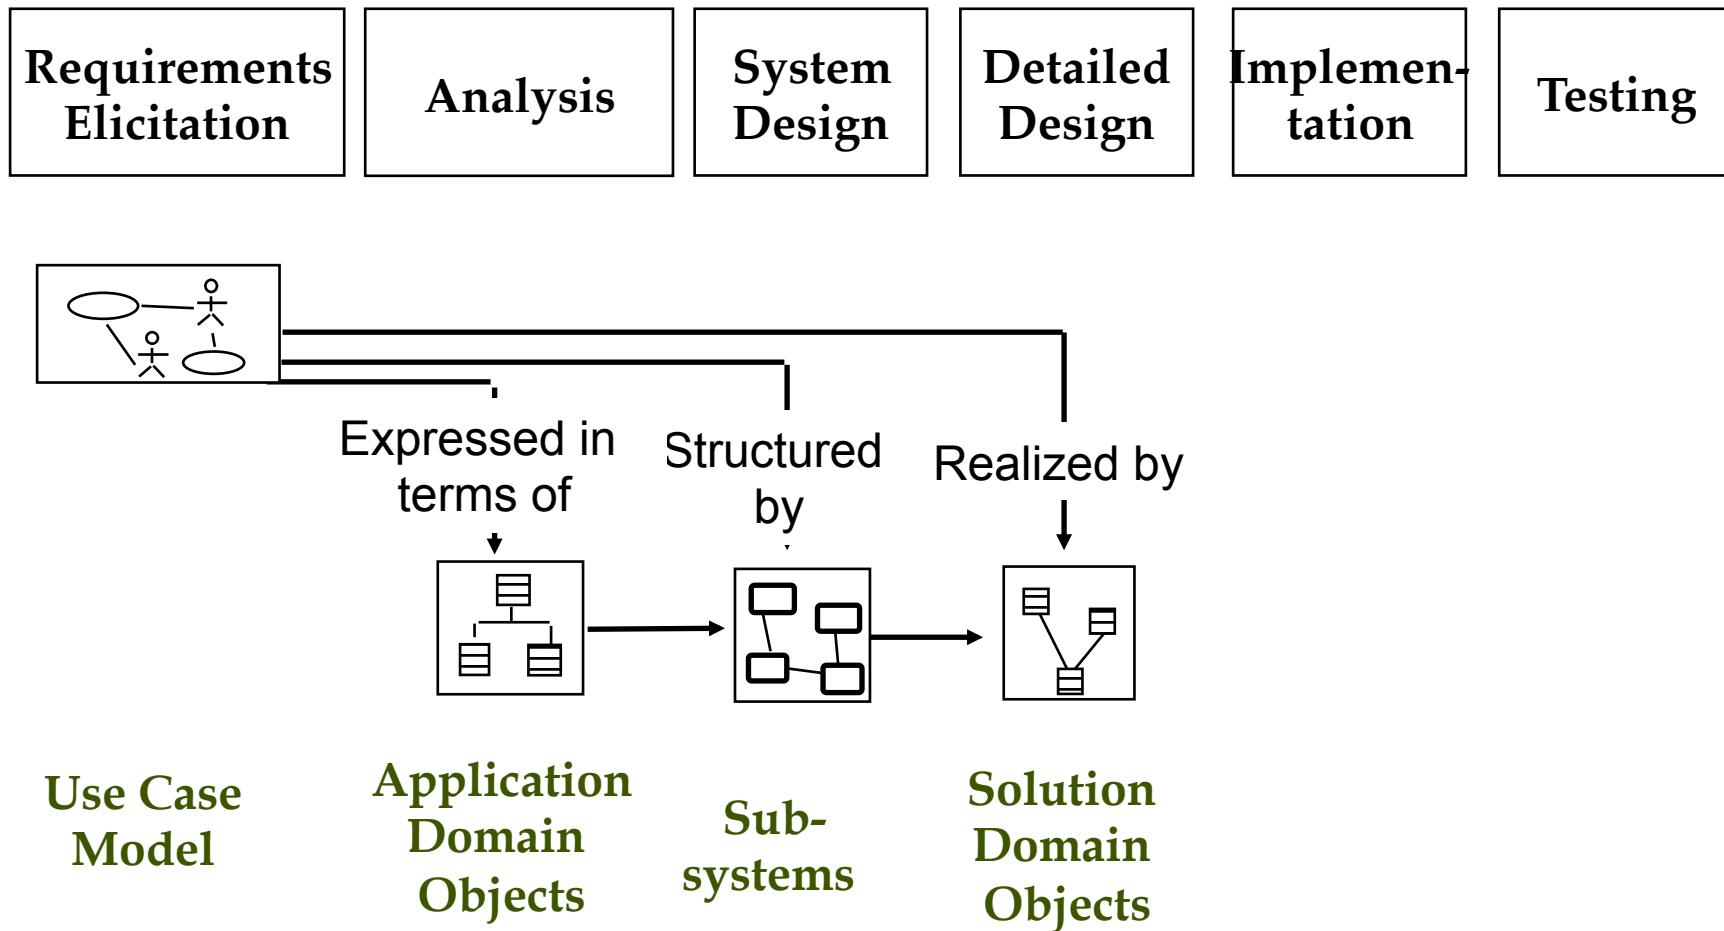 Requirements
Elicitation
Analysis
System
Design
Detailed
Design
Implemen-
tation
Testing
Expressed in
terms of
Structured
by
Realized by
Use Case
Model
Application
Domain
Objects
Sub-
systems
Solution
Domain
Objects